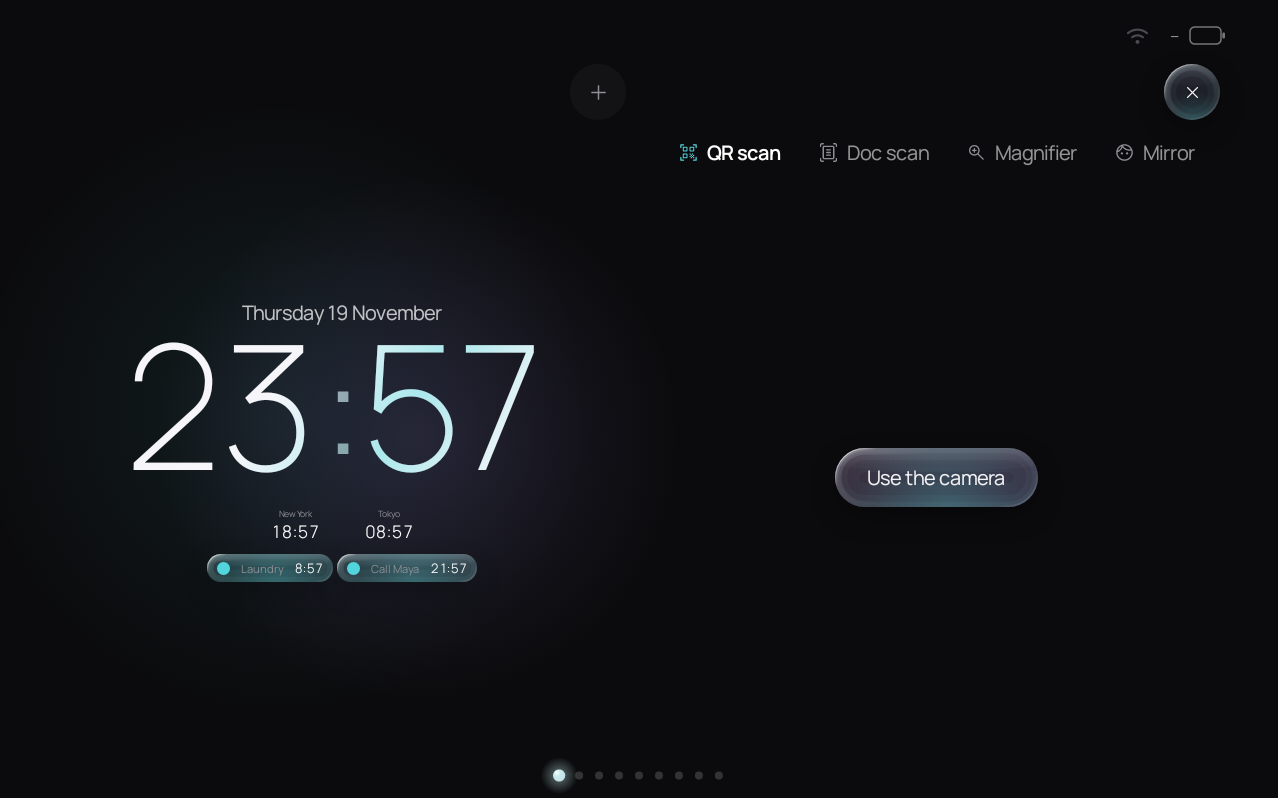 QR scan Doc scan Magnifier Mirror
Thursday 19 November
23:57
New York Tokyo
18:57 08:57
Laundry 8:57 Call Maya 21:57
Use the camera